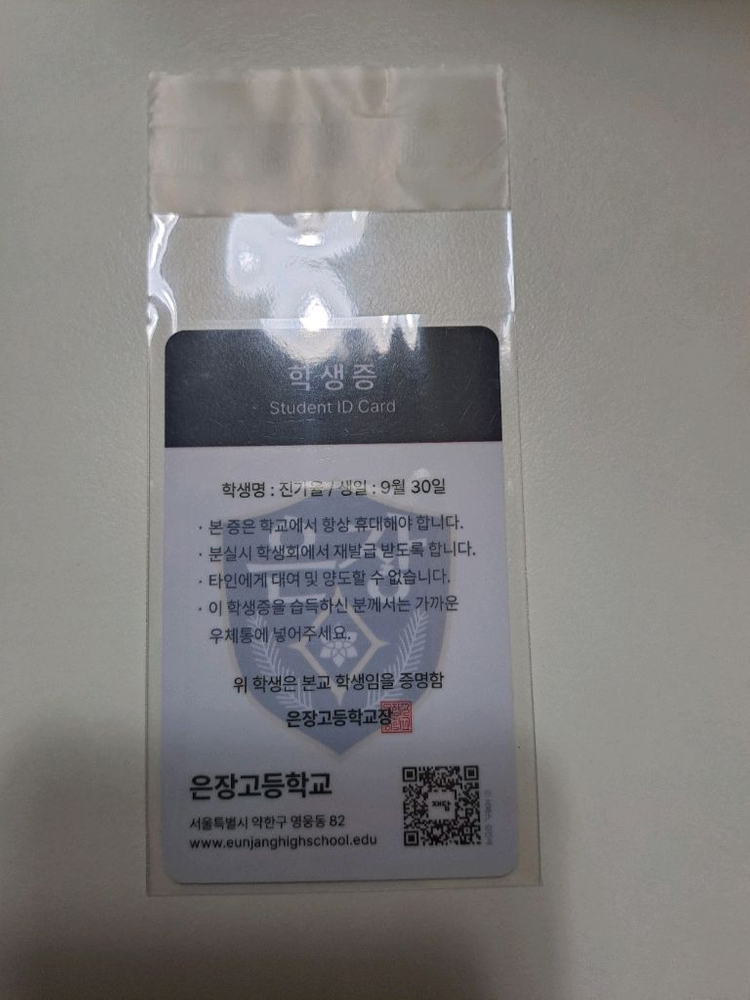 학생증
Student ID Card
학생명 : 진가율 / 생일 : 9월 30일
· 본 증은 학교에서 항상 휴대해야 합니다.
· 분실시 학생회에서 재발급 받도록 합니다.
· 타인에게 대여 및 양도할 수 없습니다.
· 이 학생증을 습득하신 분께서는 가까운
우체통에 넣어주세요.
은장
위 학생은 본교 학생임을 증명함
은장고등학교장
은장고등학교
서울특별시 약한구 영웅동 82
www.eunjanghighschool.edu
재담